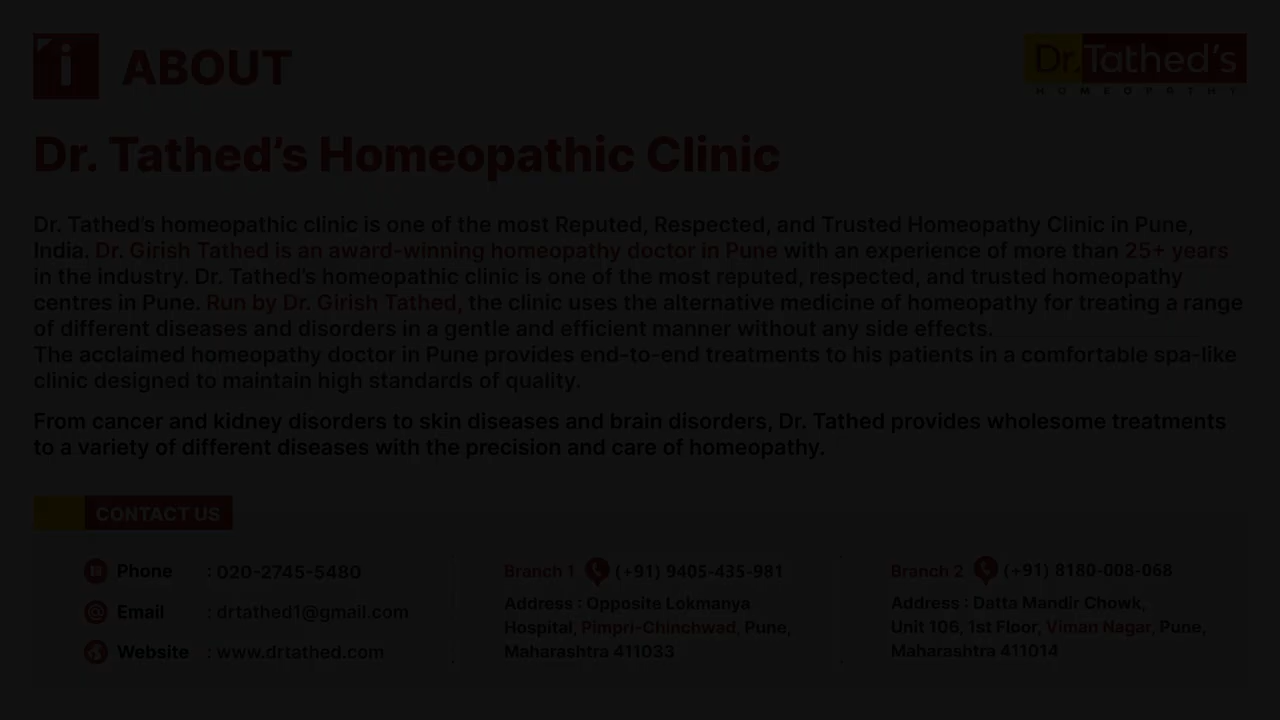 ABOUT
Dr. Tathed's
HOMEOPATHY
Dr. Tathed's Homeopathic Clinic
Dr. Tathed's homeopathic clinic is one of the most Reputed, Respected, and Trusted Homeopathy Clinic in Pune,
India. Dr. Girish Tathed is an award-winning homeopathy doctor in Pune with an experience of more than 25+ years
in the industry. Dr. Tathed's homeopathic clinic is one of the most reputed, respected, and trusted homeopathy
centres in Pune. Run by Dr. Girish Tathed, the clinic uses the alternative medicine of homeopathy for treating a range
of different diseases and disorders in a gentle and efficient manner without any side effects.
The acclaimed homeopathy doctor in Pune provides end-to-end treatments to his patients in a comfortable spa-like
clinic designed to maintain high standards of quality.
From cancer and kidney disorders to skin diseases and brain disorders, Dr. Tathed provides wholesome treatments
to a variety of different diseases with the precision and care of homeopathy.
CONTACT US
Phone : 020-2745-5480
Email : drtathed1@gmail.com
Website : www.drtathed.com
Branch 1 (+91) 9405-435-981
Address : Opposite Lokmanya
Hospital, Pimpri-Chinchwad, Pune,
Maharashtra 411033
Branch 2 (+91) 8180-008-068
Address : Datta Mandir Chowk,
Unit 106, 1st Floor, Viman Nagar, Pune,
Maharashtra 411014